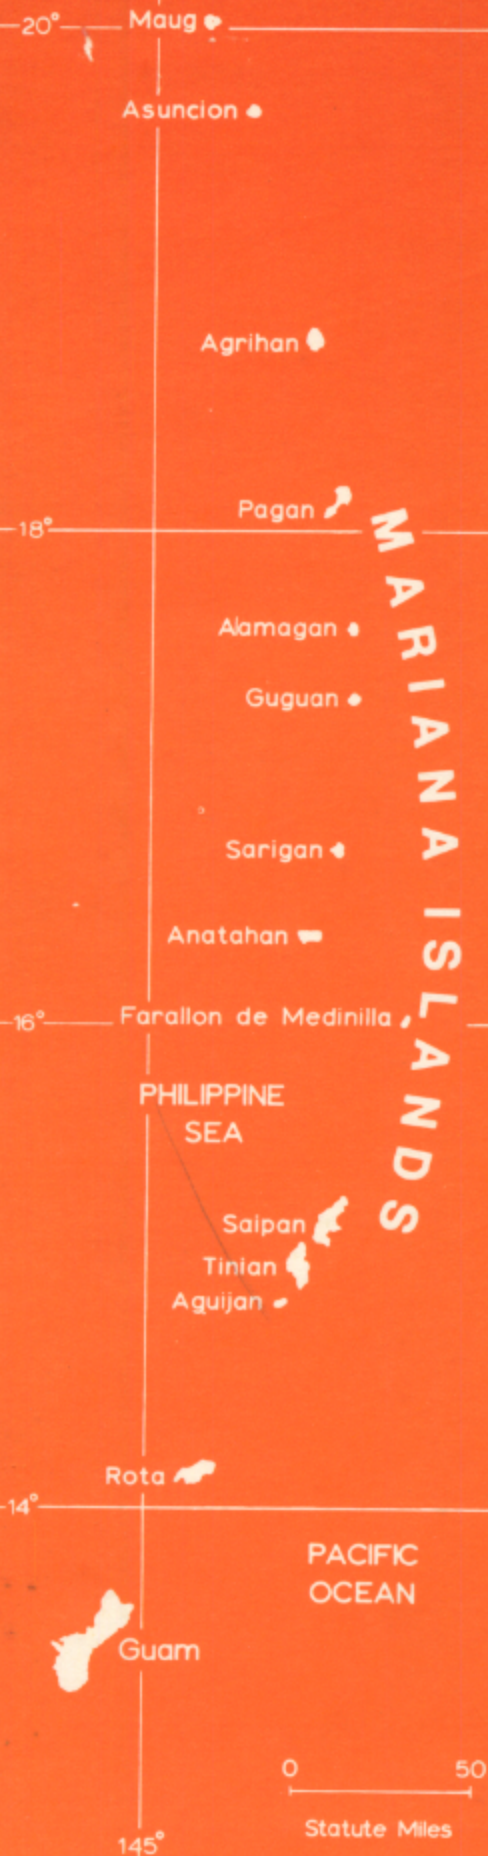 20° Maug
Asuncion
Agrihan
Pagan
18°
Alamagan
Guguan
Sarigan
Anatahan
16° Farallon de Medinilla
MARIANA ISLANDS
PHILIPPINE
SEA
Saipan
Tinian
Aguijan
Rota
14°
PACIFIC
OCEAN
Guam
0 50
Statute Miles
145°